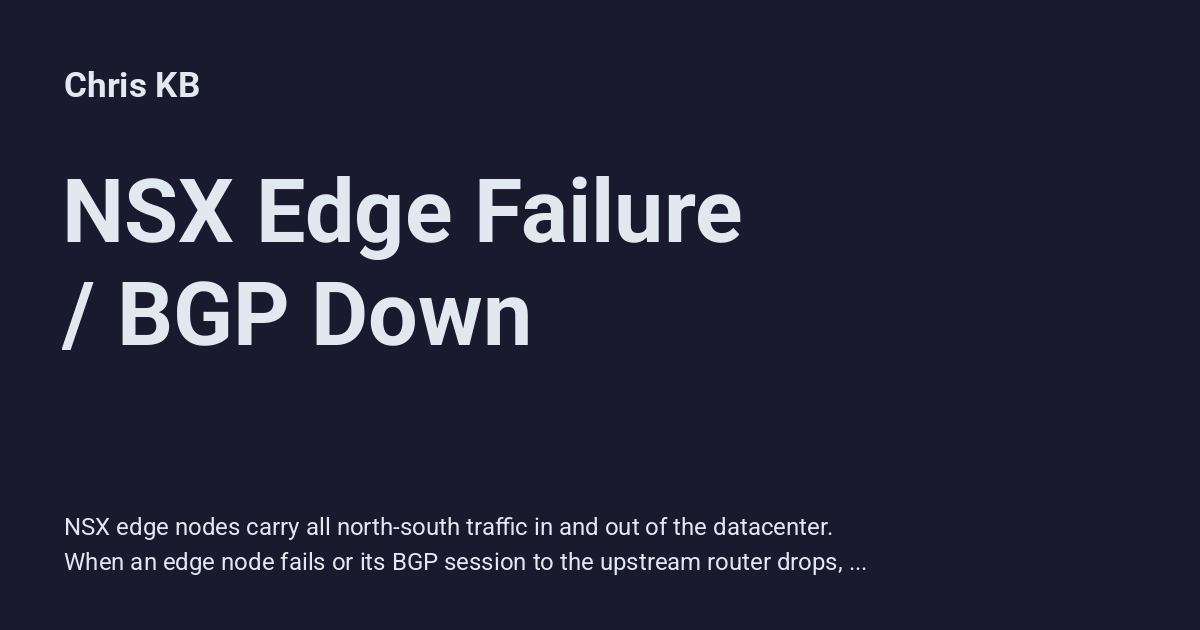 Chris KB
NSX Edge Failure
/ BGP Down
NSX edge nodes carry all north-south traffic in and out of the datacenter.
When an edge node fails or its BGP session to the upstream router drops, ...